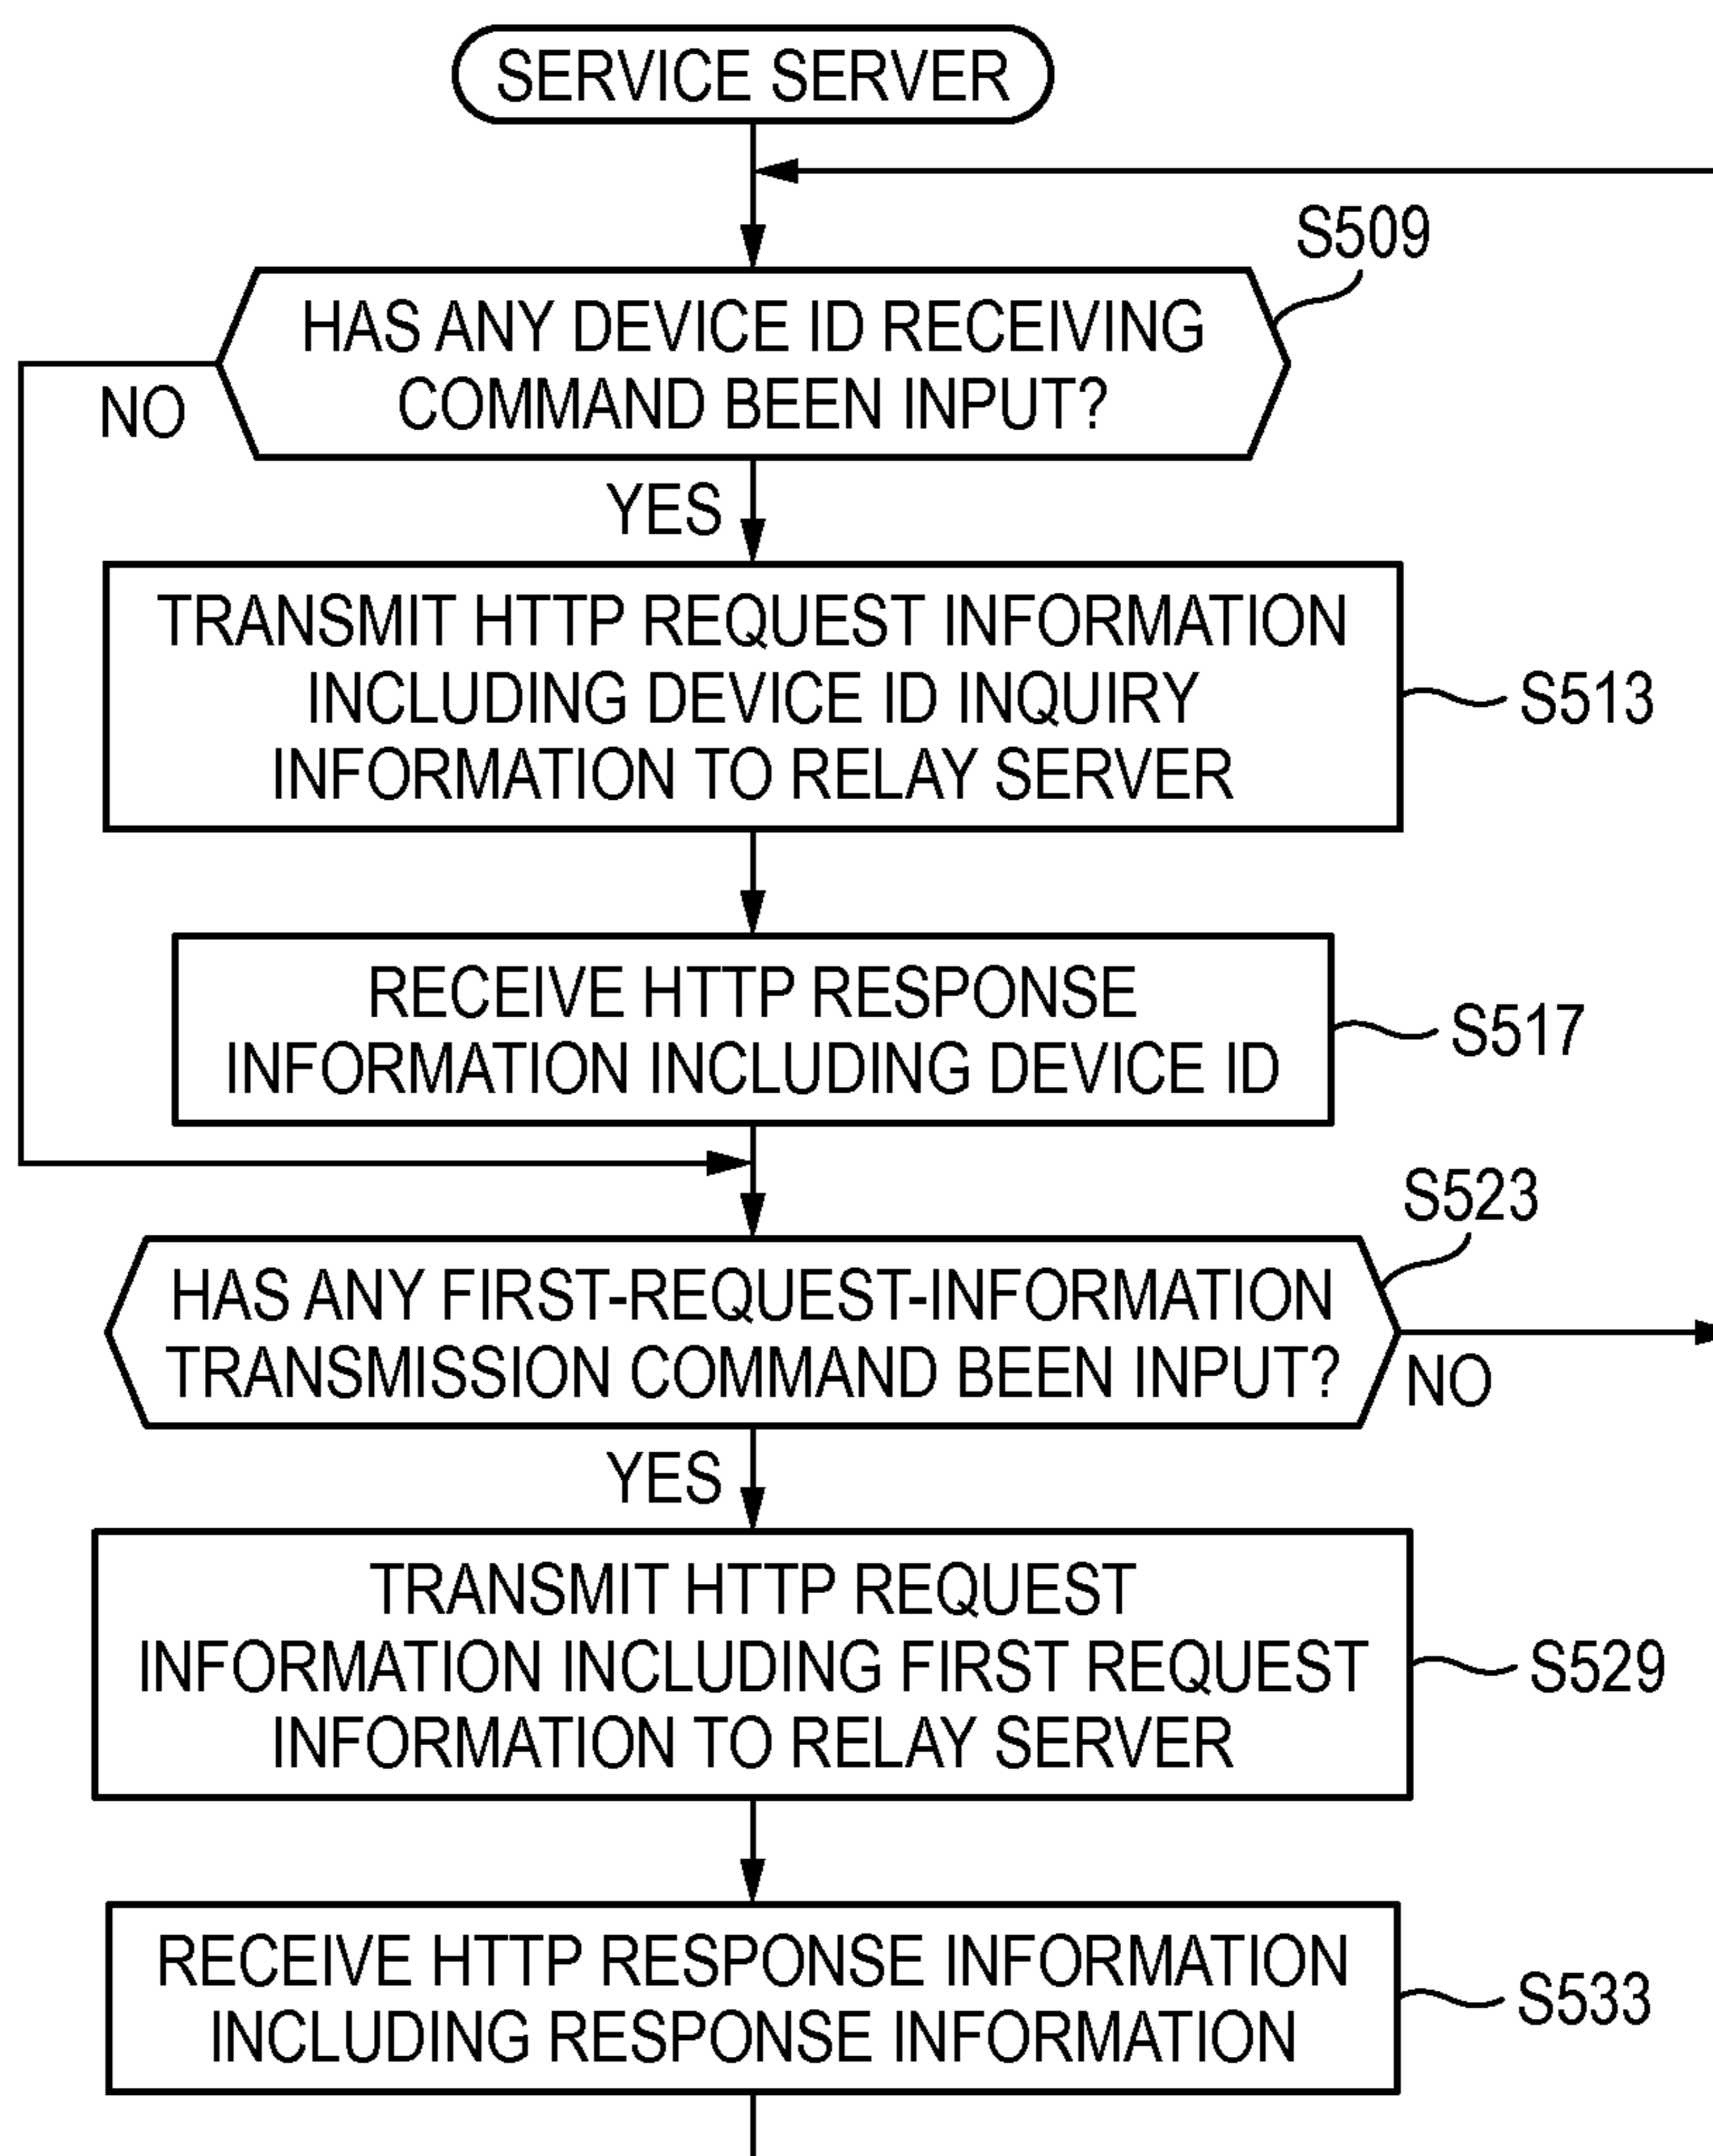 SERVICE SERVER
S509
HAS ANY DEVICE ID RECEIVING
COMMAND BEEN INPUT?
NO
YES
TRANSMIT HTTP REQUEST INFORMATION
INCLUDING DEVICE ID INQUIRY
INFORMATION TO RELAY SERVER
S513
RECEIVE HTTP RESPONSE
INFORMATION INCLUDING DEVICE ID
S517
S523
HAS ANY FIRST-REQUEST-INFORMATION
TRANSMISSION COMMAND BEEN INPUT?
NO
YES
TRANSMIT HTTP REQUEST
INFORMATION INCLUDING FIRST REQUEST
INFORMATION TO RELAY SERVER
S529
RECEIVE HTTP RESPONSE INFORMATION
INCLUDING RESPONSE INFORMATION
S533